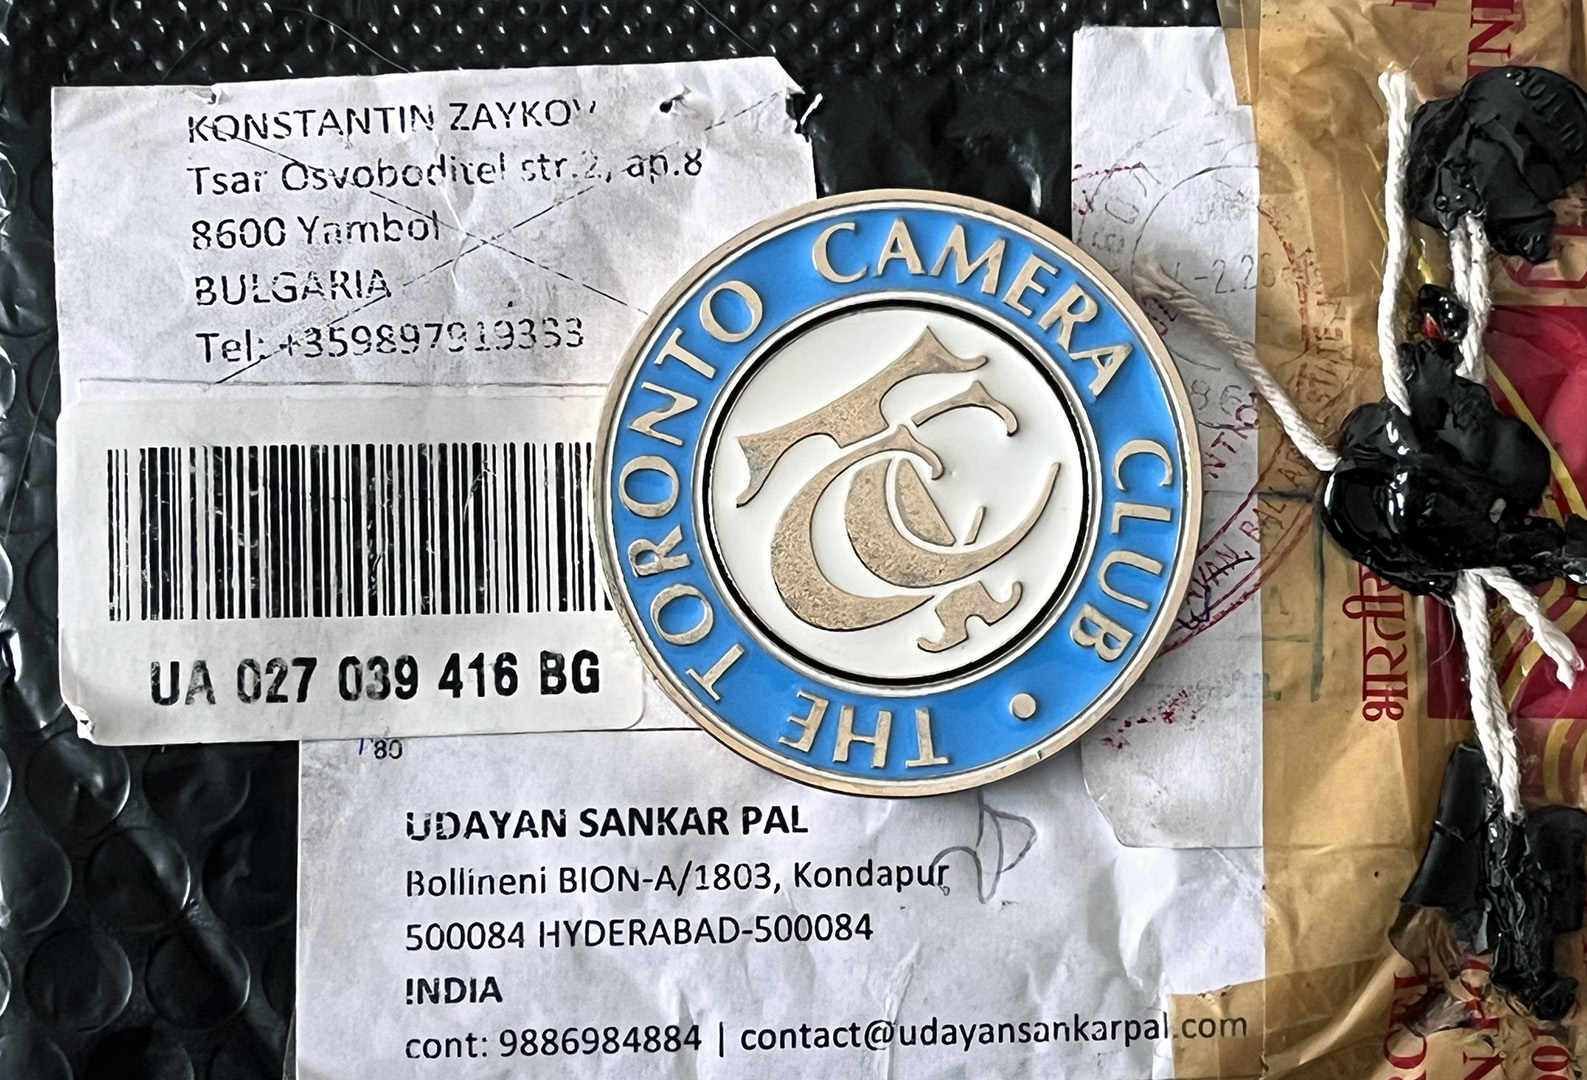 KONSTANTIN ZAYKOV
Tsar Osvoboditel str.2, ap.8
8600 Yambol
BULGARIA
Tel: +359897919333
UA 027 039 416 BG
THE TORONTO CAMERA CLUB
TCC
80
UDAYAN SANKAR PAL
Bollineni BION-A/1803, Kondapur
500084 HYDERABAD-500084
INDIA
cont: 9886984884 | contact@udayansankarpal.com